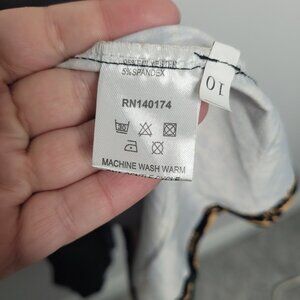 5% SPANDEX
RN140174
MACHINE WASH WARM
10